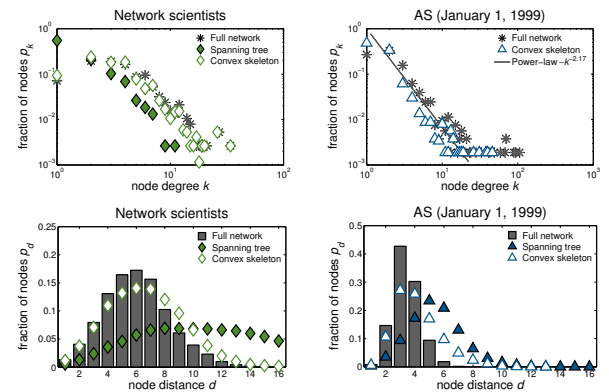 Network scientists
fraction of nodes p_k
10^0
10^-1
10^-2
10^-3
10^0
10^1
10^2
node degree k
Full network
Spanning tree
Convex skeleton
AS (January 1, 1999)
fraction of nodes p_k
10^0
10^-1
10^-2
10^-3
10^0
10^1
10^2
10^3
node degree k
Full network
Convex skeleton
Power-law ~k^-2.17
Network scientists
fraction of nodes p_d
0.25
0.2
0.15
0.1
0.05
0
2 4 6 8 10 12 14 16
node distance d
Full network
Spanning tree
Convex skeleton
AS (January 1, 1999)
fraction of nodes p_d
0.5
0.4
0.3
0.2
0.1
0
2 4 6 8 10 12 14 16
node distance d
Full network
Spanning tree
Convex skeleton